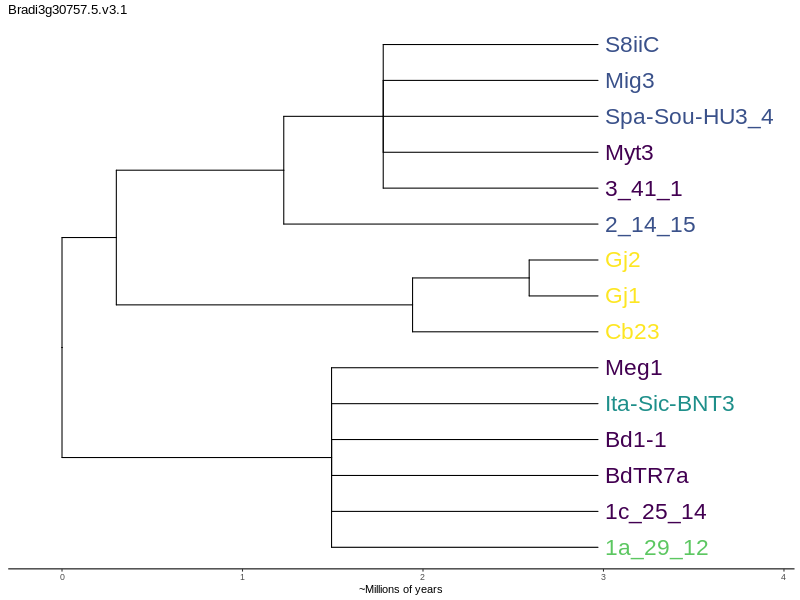 Bradi3g30757.5.v3.1
S8iiC
Mig3
Spa-Sou-HU3_4
Myt3
3_41_1
2_14_15
Gj2
Gj1
Cb23
Meg1
Ita-Sic-BNT3
Bd1-1
BdTR7a
1c_25_14
1a_29_12
0 1 2 3 4
~Millions of years